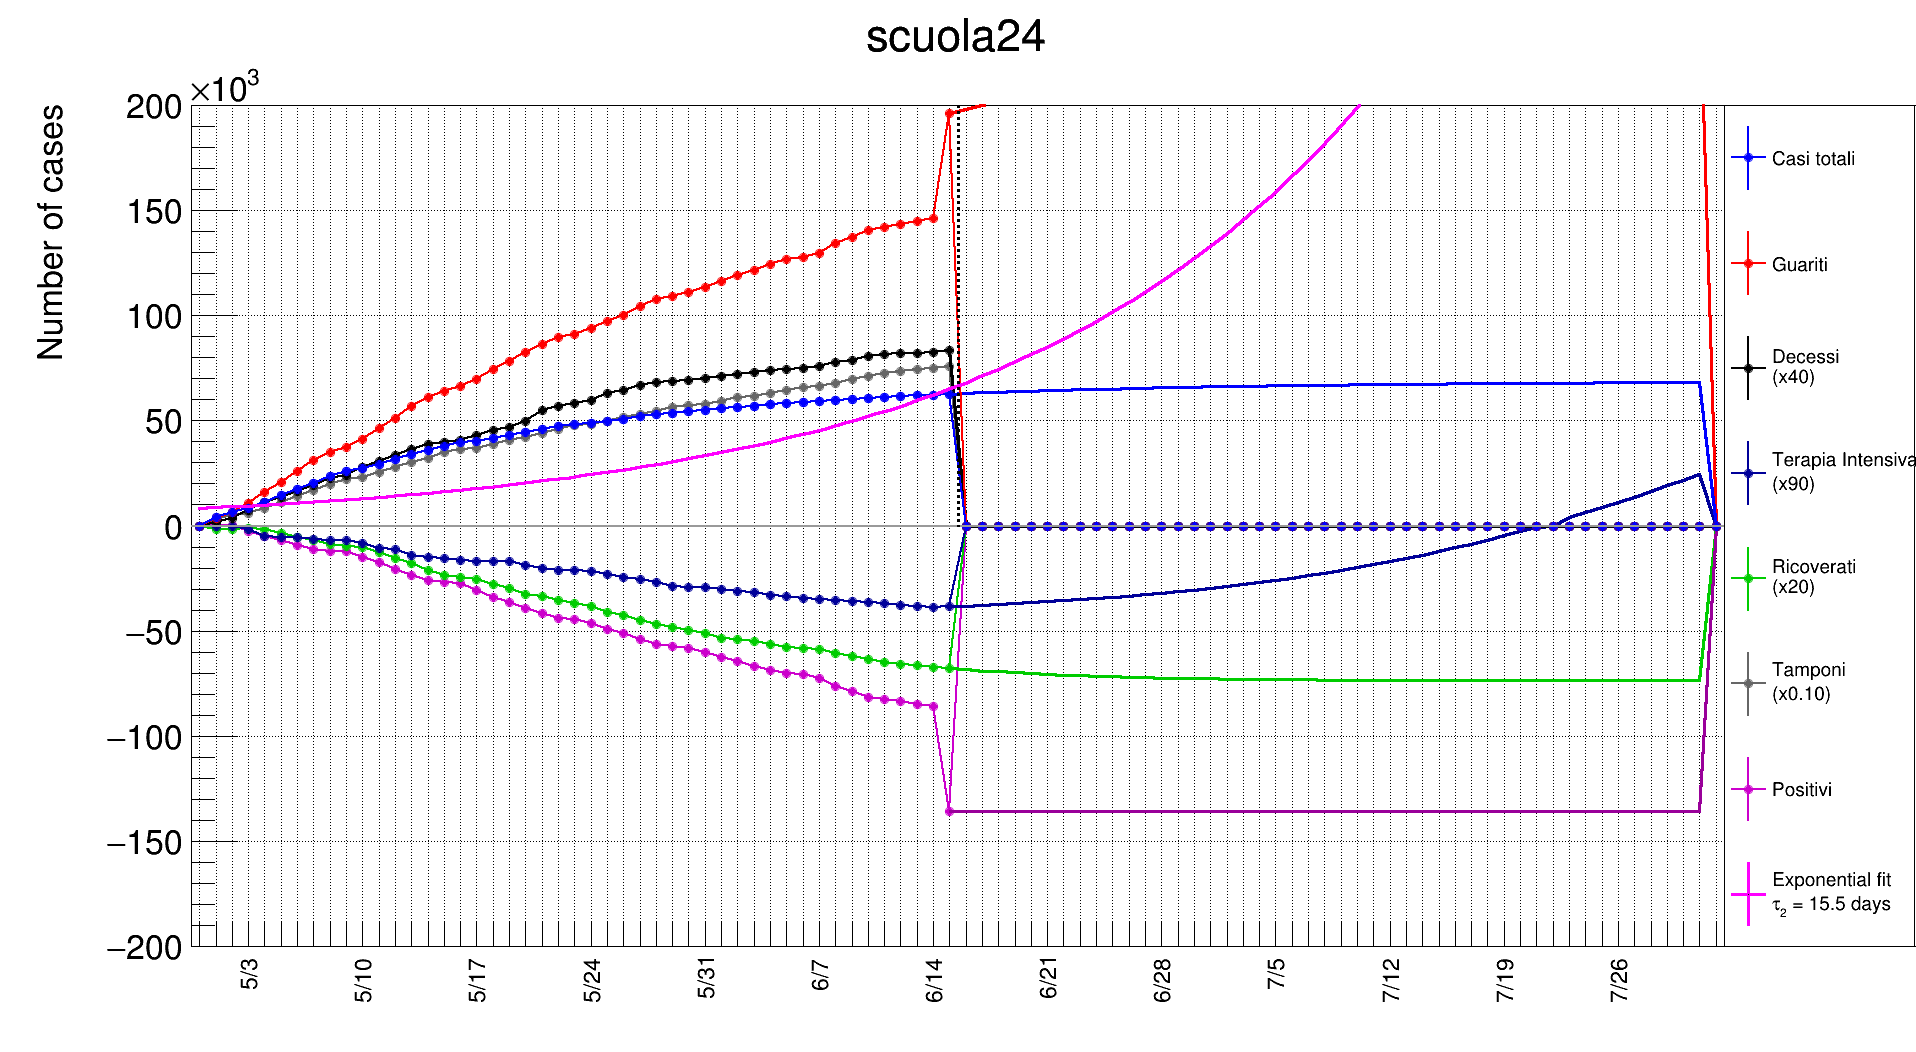 scuola24
×10³
Number of cases
200
150
100
50
0
−50
−100
−150
−200
5/3
5/10
5/17
5/24
5/31
6/7
6/14
6/21
6/28
7/5
7/12
7/19
7/26
Casi totali
Guariti
Decessi
(x40)
Terapia Intensiva
(x90)
Ricoverati
(x20)
Tamponi
(x0.10)
Positivi
Exponential fit
τ₂ = 15.5 days